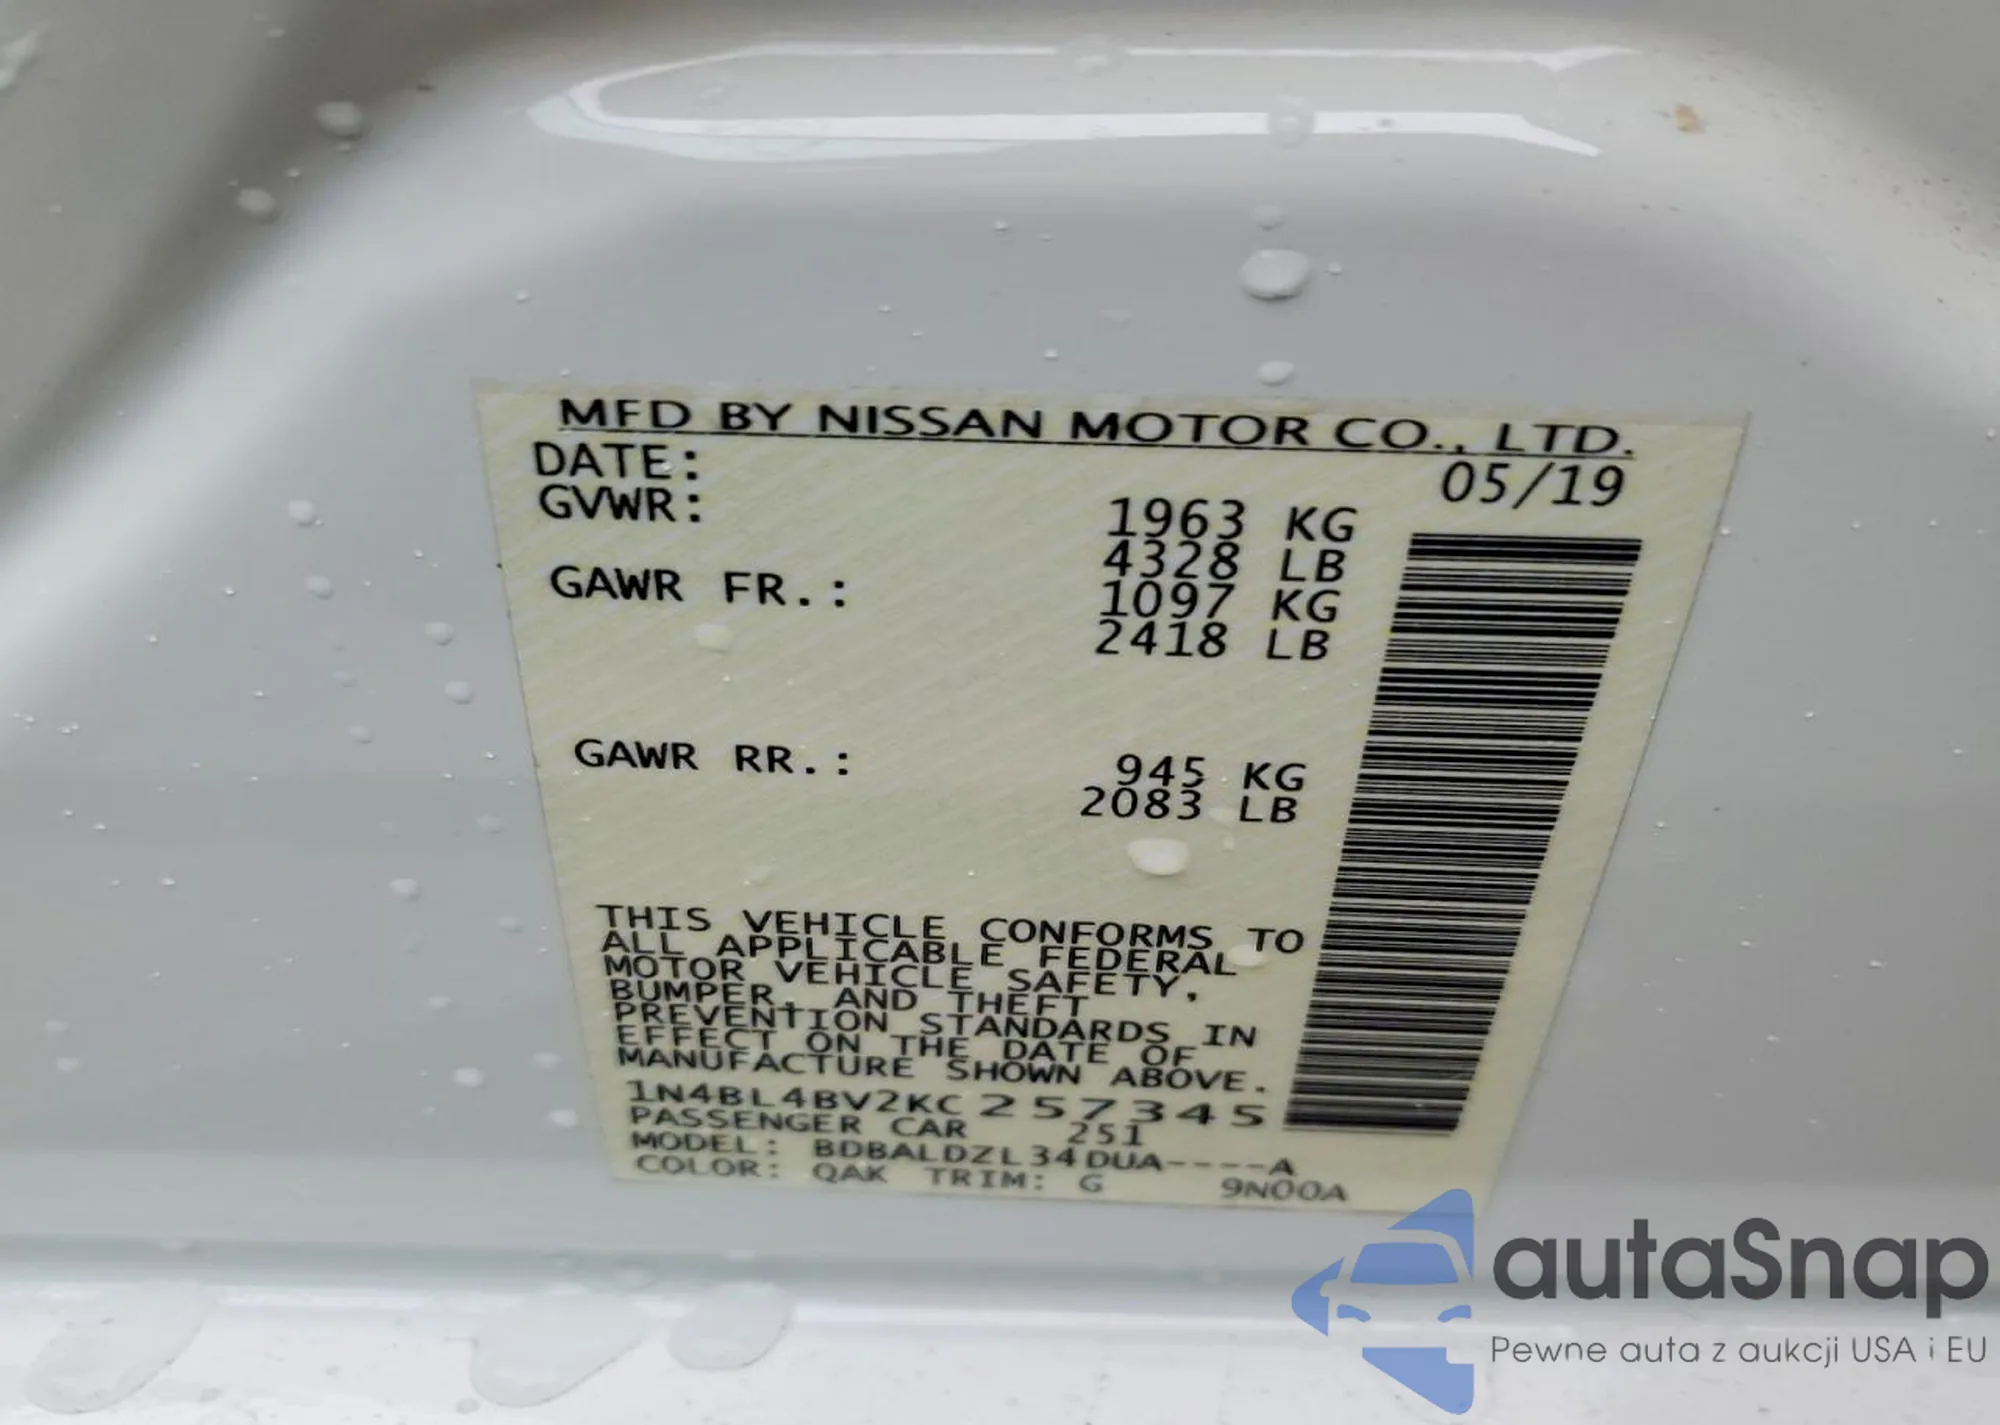 MFD BY NISSAN MOTOR CO., LTD.
DATE: 05/19
GVWR: 1963 KG
4328 LB
GAWR FR.: 1097 KG
2418 LB
GAWR RR.: 945 KG
2083 LB
THIS VEHICLE CONFORMS TO
ALL APPLICABLE FEDERAL
MOTOR VEHICLE SAFETY,
BUMPER, AND THEFT
PREVENTION STANDARDS IN
EFFECT ON THE DATE OF
MANUFACTURE SHOWN ABOVE.
1N4BL4BV2KC257345
PASSENGER CAR 251
MODEL: BDBALDZL34DUA----A
COLOR: QAK TRIM: G 9N00A
autaSnap
Pewne auta z aukcji USA i EU